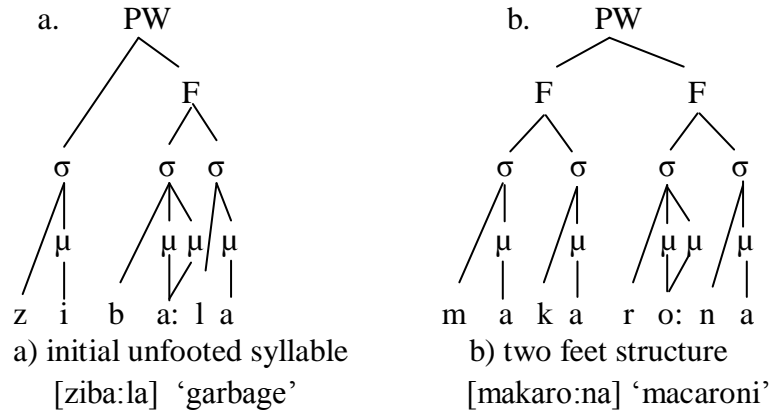 a. PW b. PW
F F F
σ σ σ σ σ σ σ
μ μ μ μ μ μ μ μ μ
z i b a: l a m a k a r o: n a
a) initial unfooted syllable b) two feet structure
[ziba:la] ‘garbage’ [makaro:na] ‘macaroni’